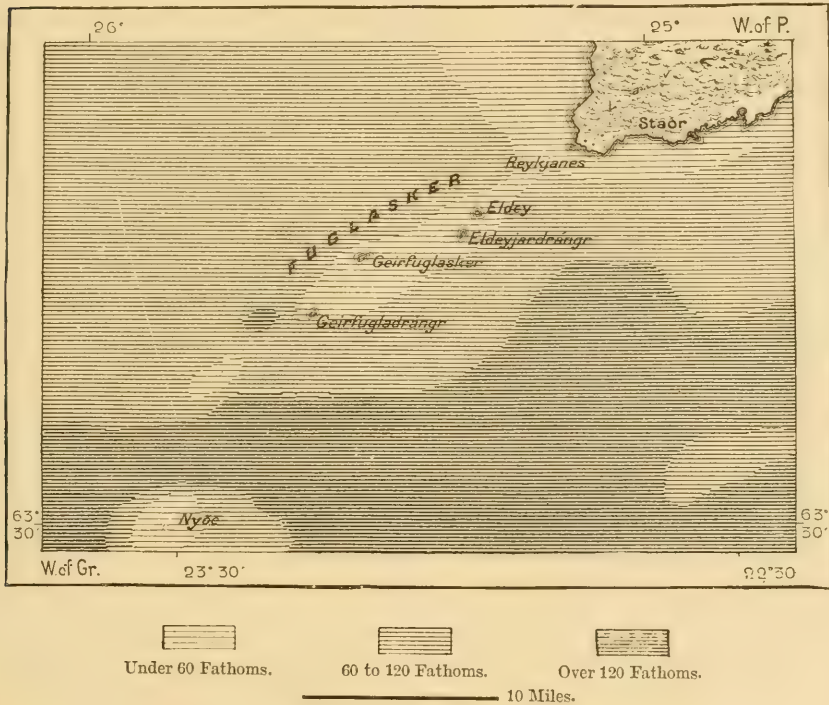 26° 25° W. of P.
Staðr
Reykjanes
FUGLASKER
Eldey
Eldeyjardrángr
Geirfuglasker
Geirfugladrángr
63° 30' 63° 30'
Nyöe
W. of Gr. 23° 30' 22° 30
Under 60 Fathoms. 60 to 120 Fathoms. Over 120 Fathoms.
10 Miles.